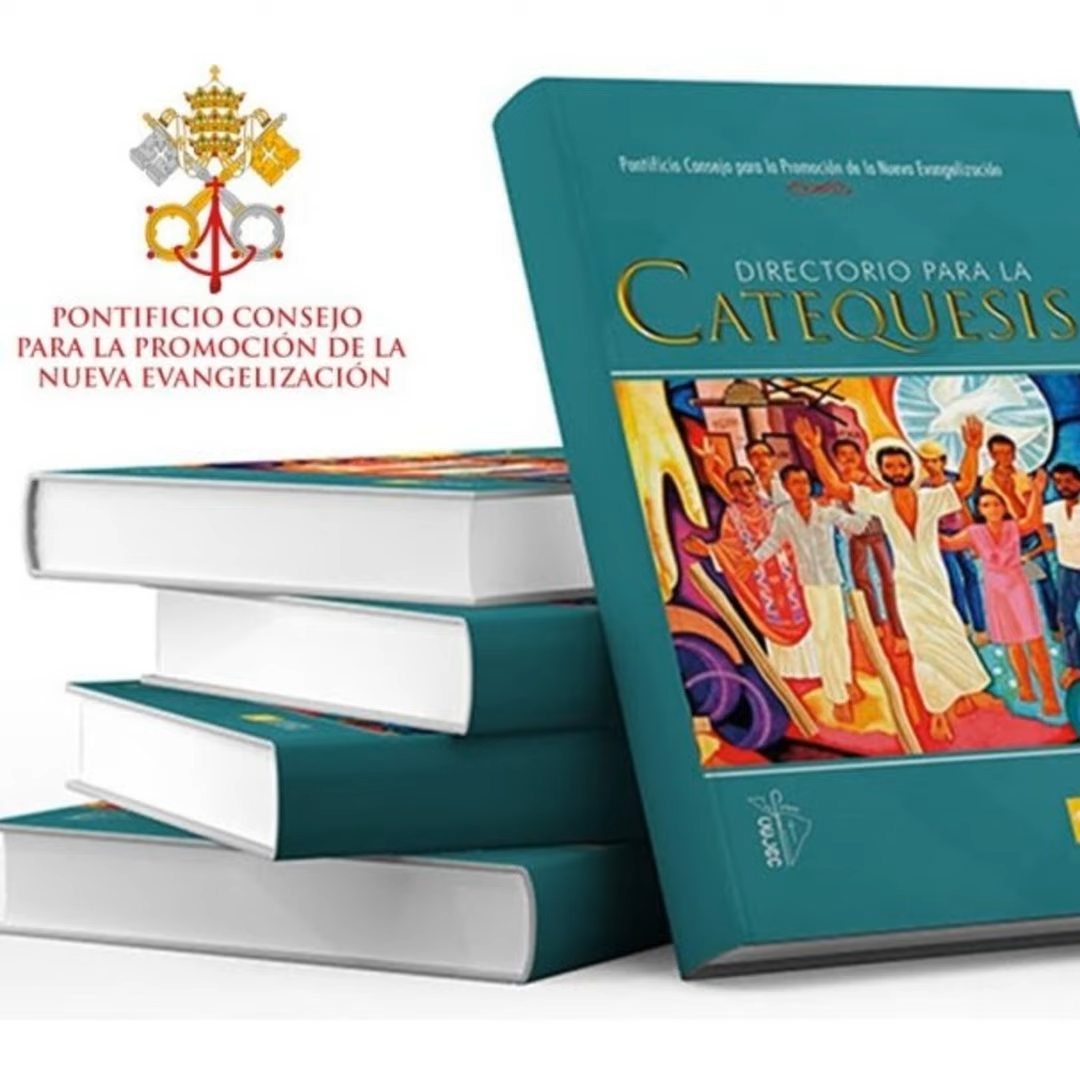 PONTIFICIO CONSEJO
PARA LA PROMOCIÓN DE LA
NUEVA EVANGELIZACIÓN
Pontificio Consejo para la Promoción de la Nueva Evangelización
DIRECTORIO PARA LA
CATEQUESIS